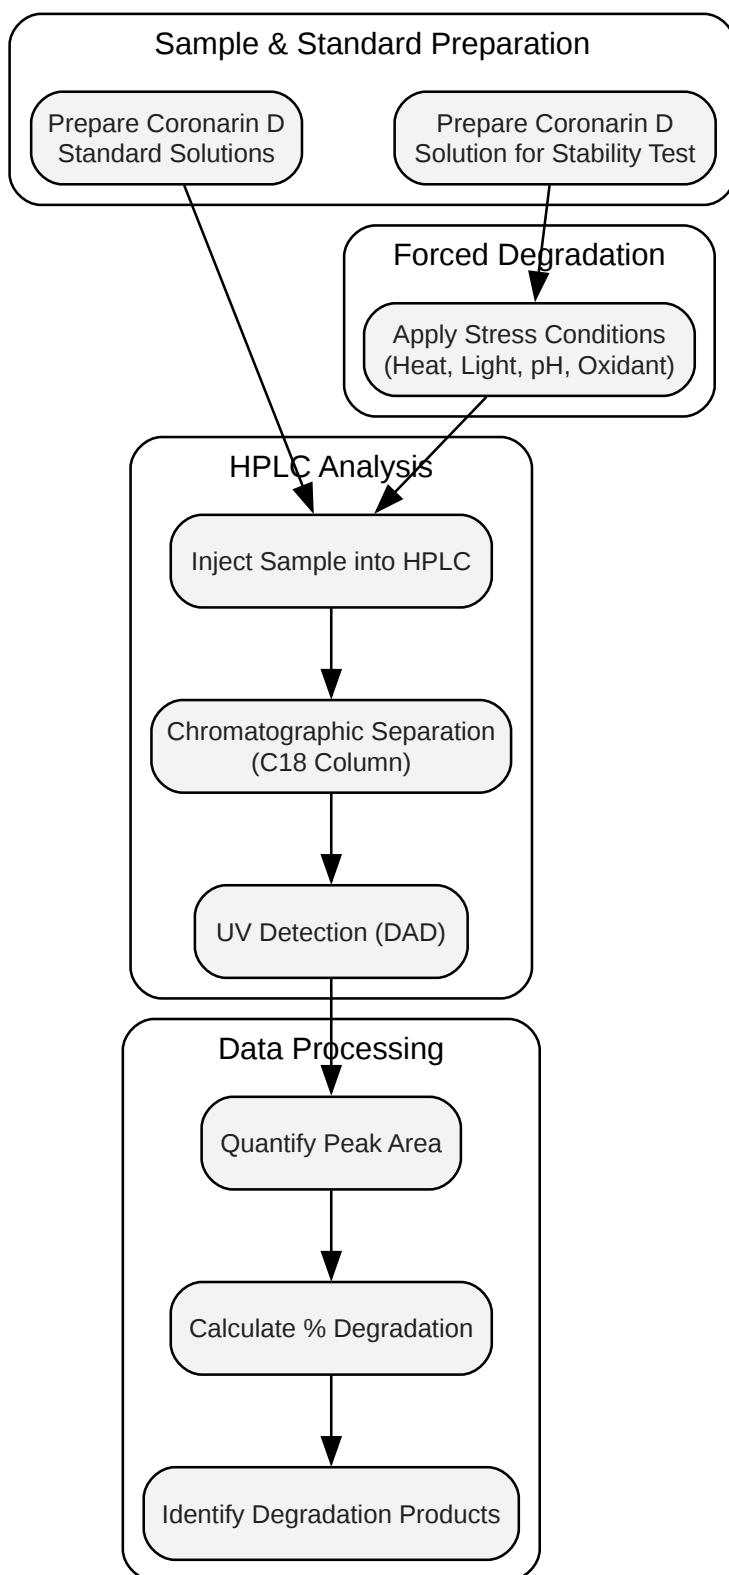 Sample & Standard Preparation
Prepare Coronarin D
Standard Solutions
Prepare Coronarin D
Solution for Stability Test
Forced Degradation
Apply Stress Conditions
(Heat, Light, pH, Oxidant)
HPLC Analysis
Inject Sample into HPLC
Chromatographic Separation
(C18 Column)
UV Detection (DAD)
Data Processing
Quantify Peak Area
Calculate % Degradation
Identify Degradation Products